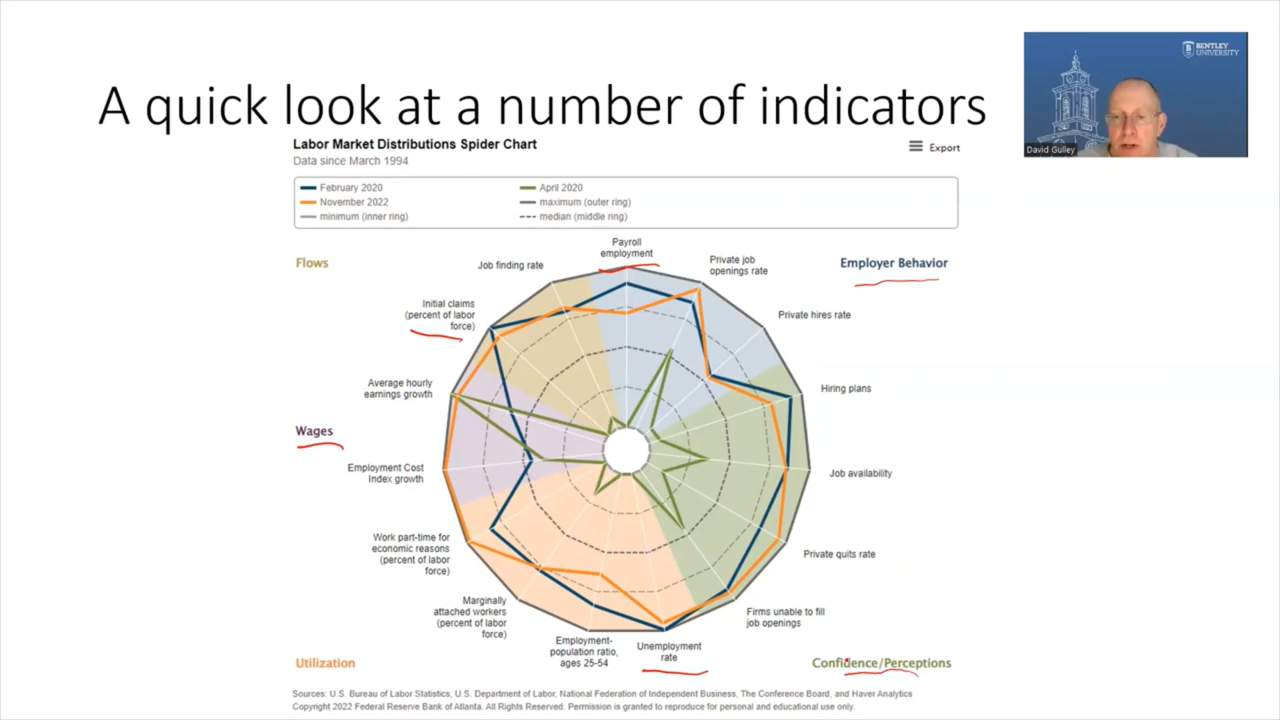 A quick look at a number of indicators
BENTLEY
UNIVERSITY
David Gulley
Labor Market Distributions Spider Chart
Data since March 1994
Export
February 2020
April 2020
November 2022
maximum (outer ring)
minimum (inner ring)
median (middle ring)
Flows
Employer Behavior
Wages
Utilization
Confidence/Perceptions
Payroll
employment
Private job
openings rate
Private hires rate
Hiring plans
Job availability
Private quits rate
Firms unable to fill
job openings
Unemployment
rate
Employment-
population ratio,
ages 25-54
Marginally
attached workers
(percent of labor
force)
Work part-time for
economic reasons
(percent of labor
force)
Employment Cost
Index growth
Average hourly
earnings growth
Initial claims
(percent of labor
force)
Job finding rate
Sources: U.S. Bureau of Labor Statistics, U.S. Department of Labor, National Federation of Independent Business, The Conference Board, and Haver Analytics
Copyright 2022 Federal Reserve Bank of Atlanta. All Rights Reserved. Permission is granted to reproduce for personal and educational use only.